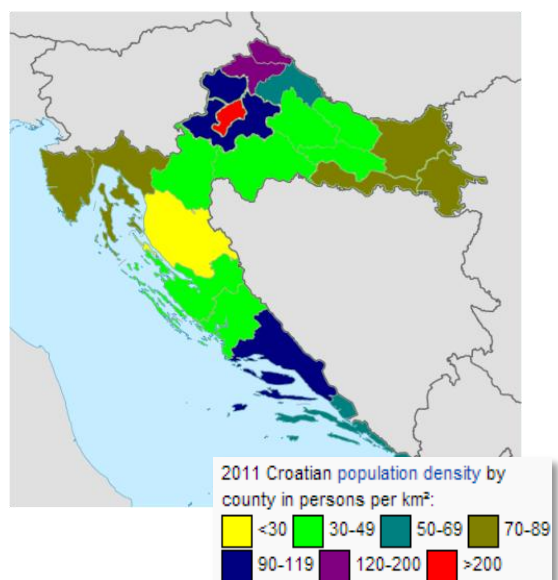 2011 Croatian population density by
county in persons per km²:
<30 30-49 50-69 70-89
90-119 120-200 >200